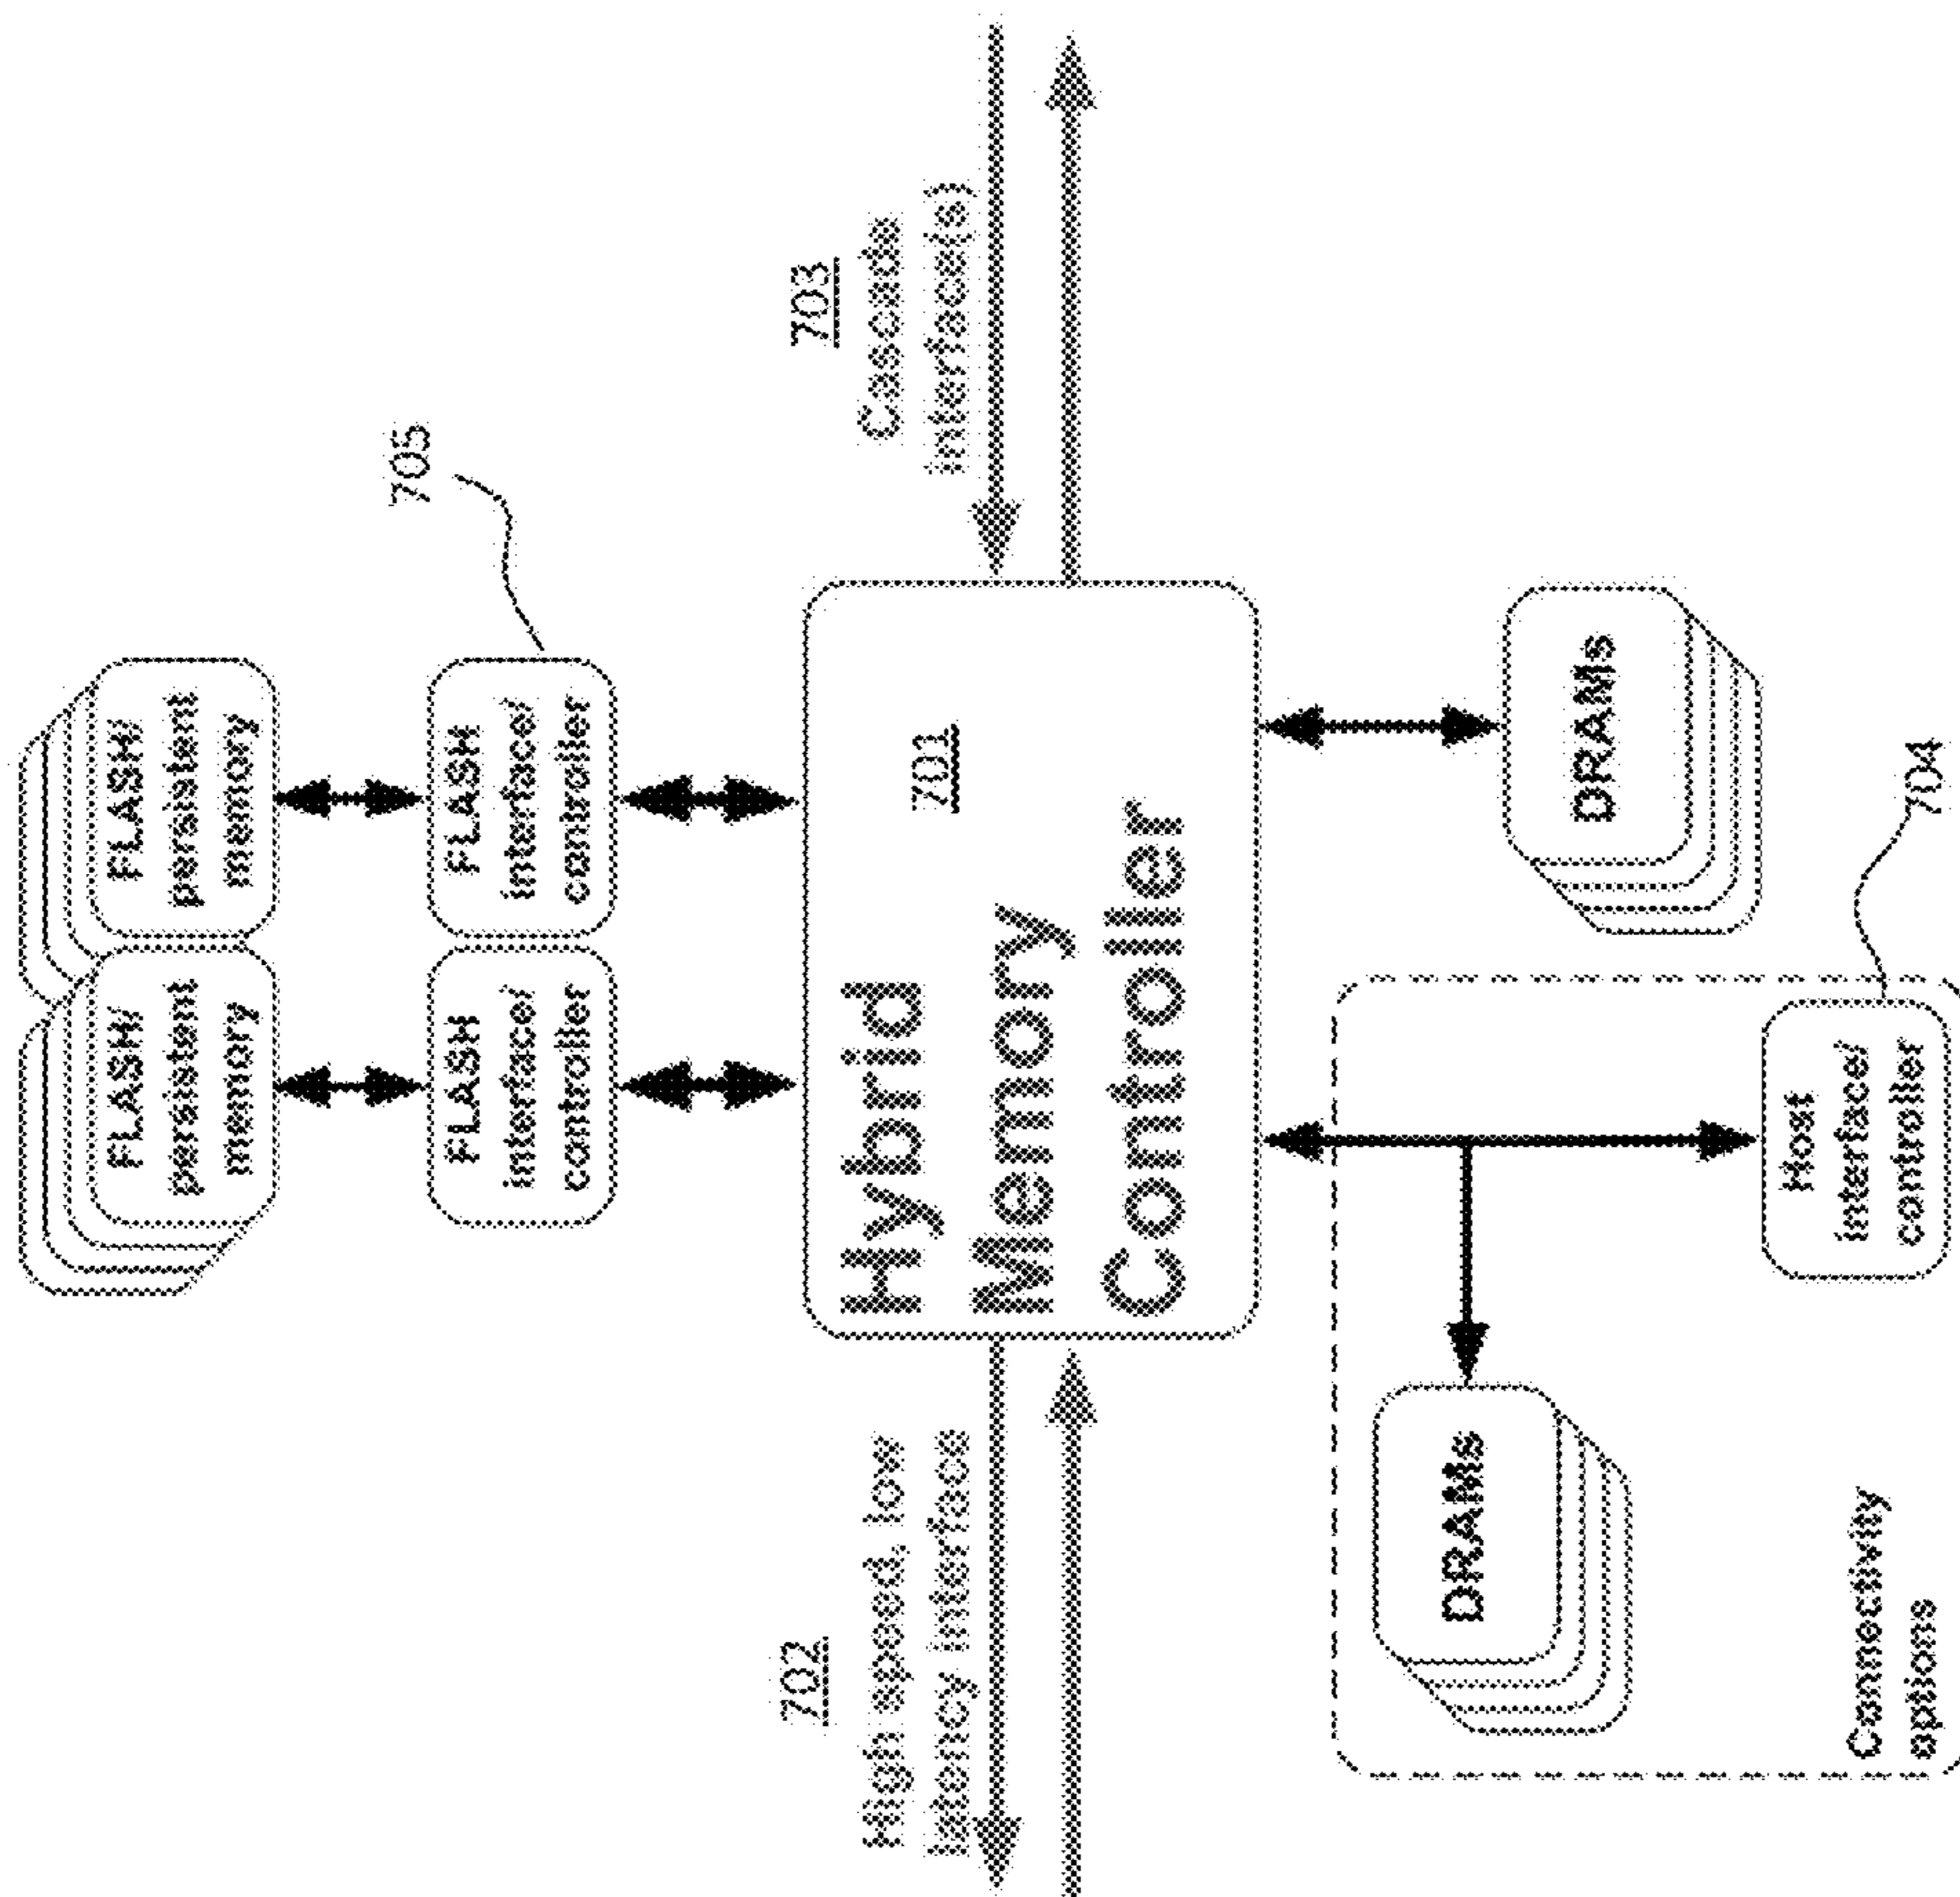 FLASH/
persistent
memory
FLASH/
persistent
memory
705
FLASH
interface/
controller
FLASH
interface/
controller
702
High speed, low
latency interface
703
Cascade
interface(s)
Hybrid
Memory
Controller
701
DRAMs
DRAMs
Host
interface/
controller
704
Connectivity
options